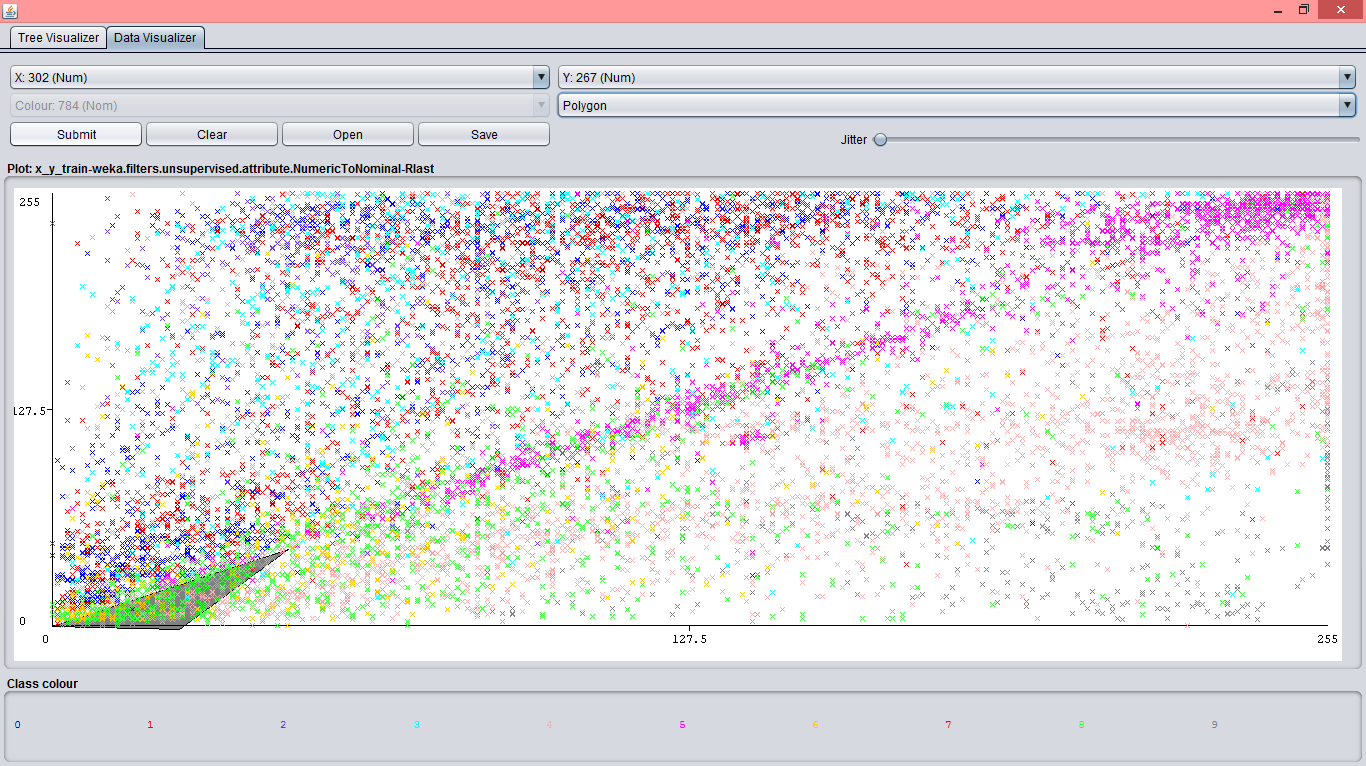 Tree Visualizer Data Visualizer
X: 302 (Num) Y: 267 (Num)
Colour: 784 (Nom) Polygon
Submit Clear Open Save Jitter
Plot: x_y_train-weka.filters.unsupervised.attribute.NumericToNominal-Rlast
255
127.5
0
0 127.5 255
Class colour
0 1 2 3 4 5 6 7 8 9